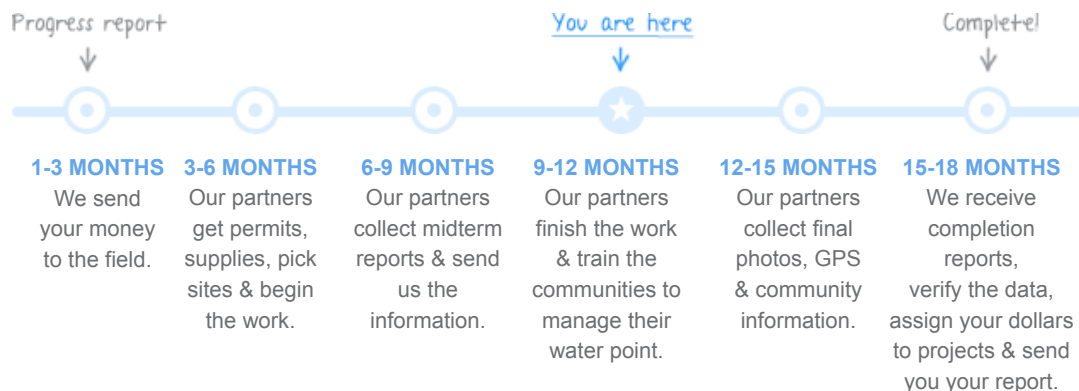 Progress report
You are here
Complete!
1-3 MONTHS
We send
your money
to the field.
3-6 MONTHS
Our partners
get permits,
supplies, pick
sites & begin
the work.
6-9 MONTHS
Our partners
collect midterm
reports & send
us the
information.
9-12 MONTHS
Our partners
finish the work
& train the
communities to
manage their
water point.
12-15 MONTHS
Our partners
collect final
photos, GPS
& community
information.
15-18 MONTHS
We receive
completion
reports,
verify the data,
assign your dollars
to projects & send
you your report.